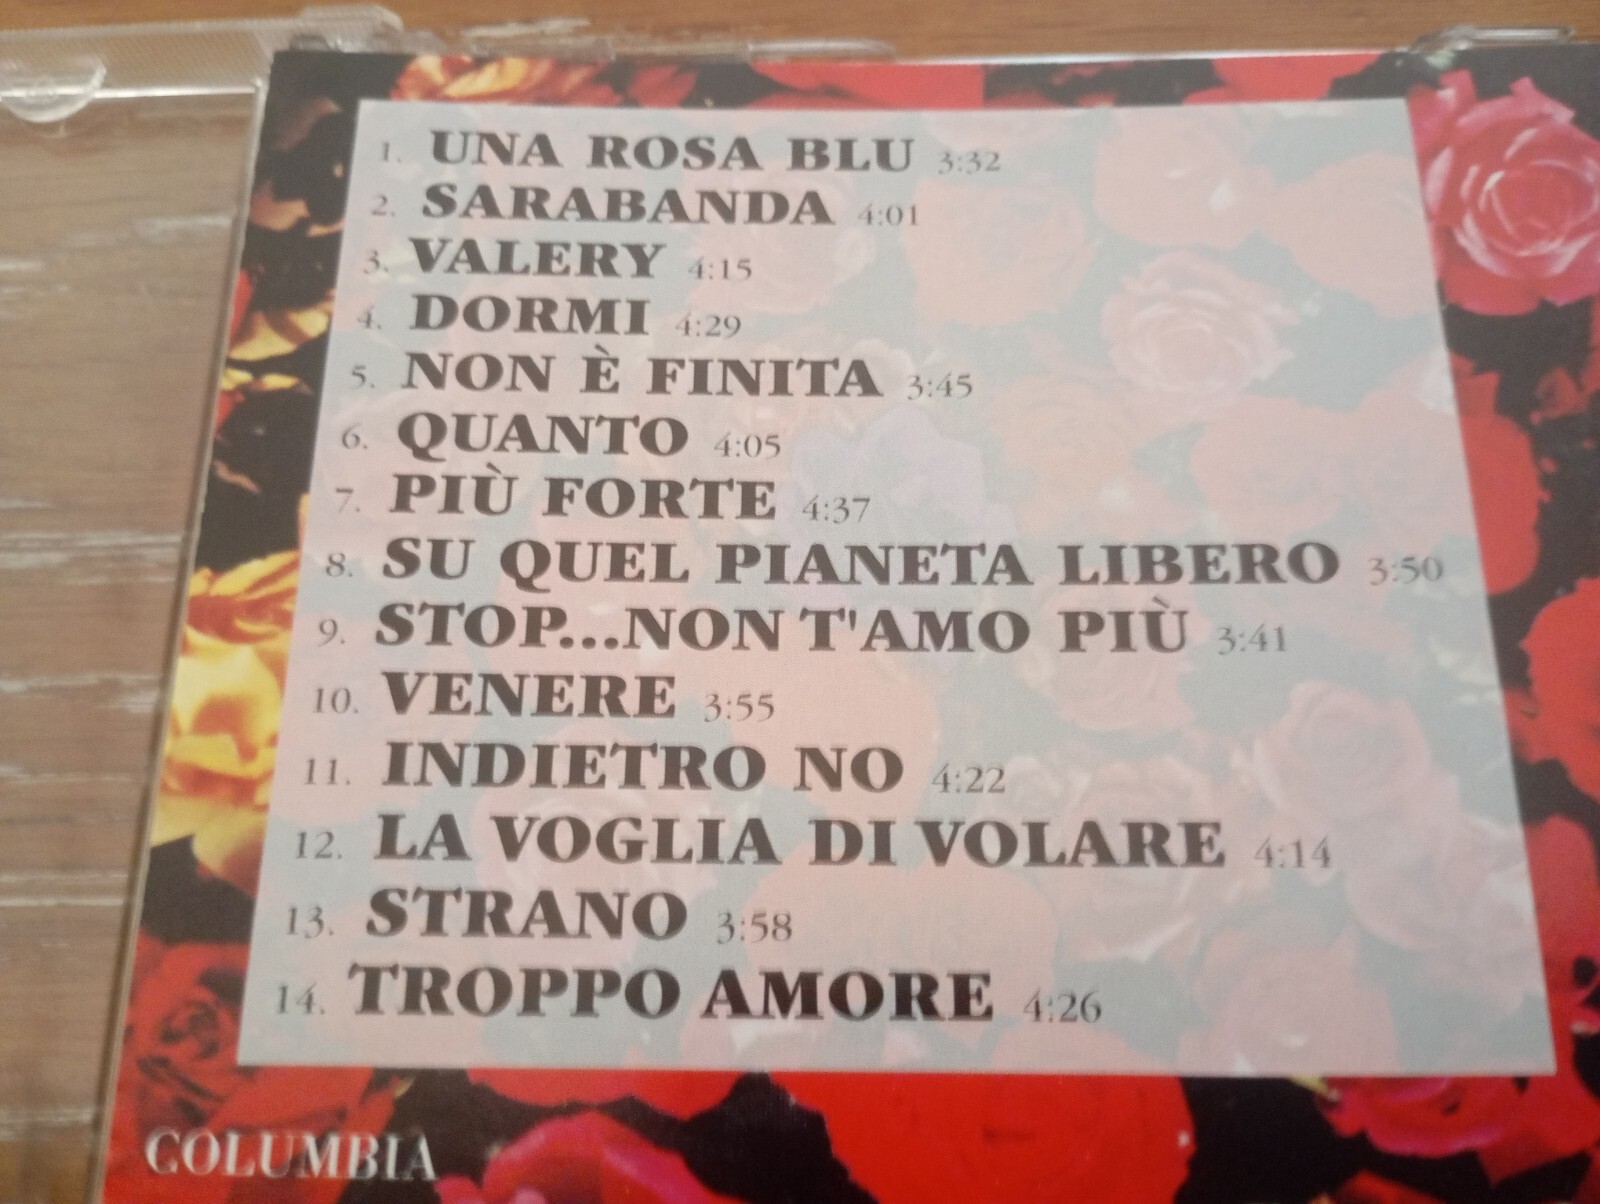 1. UNA ROSA BLU 3:32
2. SARABANDA 4:01
3. VALERY 4:15
4. DORMI 4:29
5. NON È FINITA 3:45
6. QUANTO 4:05
7. PIÙ FORTE 4:37
8. SU QUEL PIANETA LIBERO 3:50
9. STOP...NON T'AMO PIÙ 3:41
10. VENERE 3:55
11. INDIETRO NO 4:22
12. LA VOGLIA DI VOLARE 4:14
13. STRANO 3:58
14. TROPPO AMORE 4:26
COLUMBIA